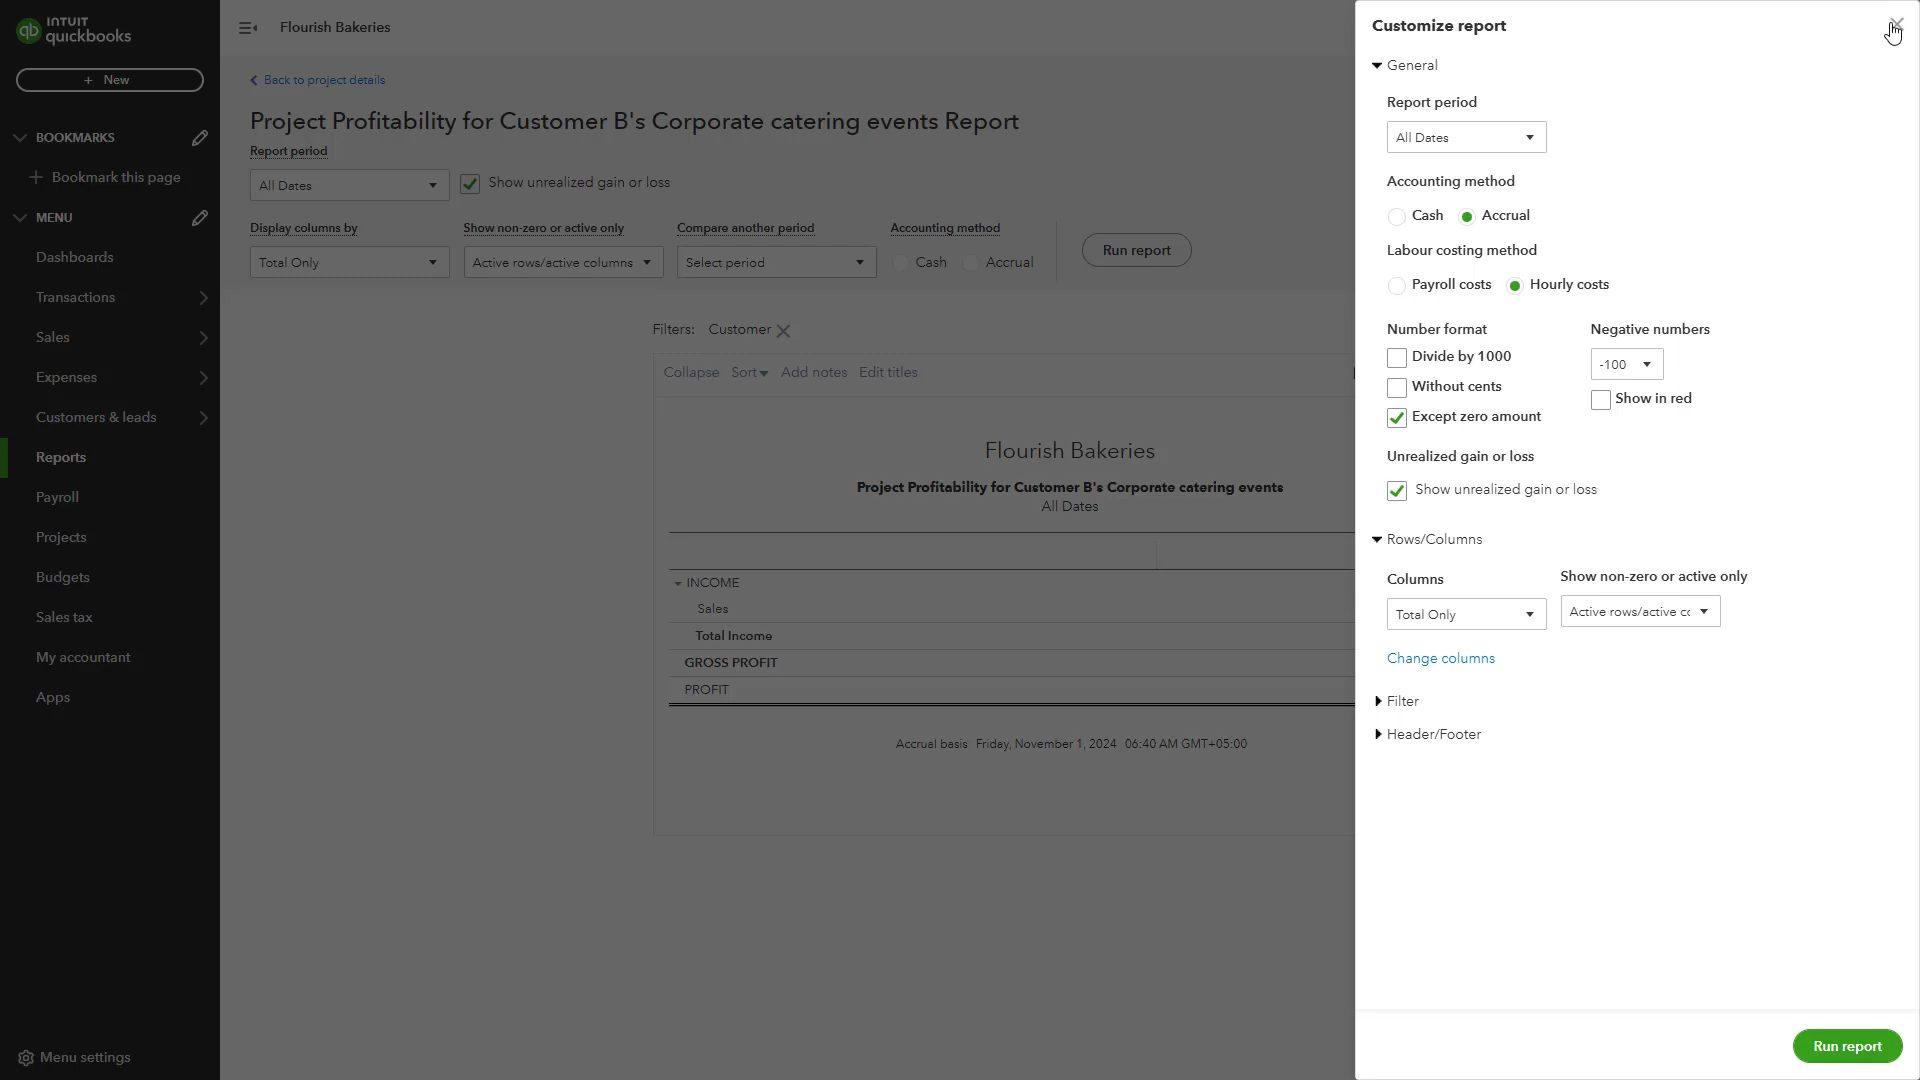 INTUIT
quickbooks
Flourish Bakeries
+ New
Back to project details
BOOKMARKS
Bookmark this page
MENU
Dashboards
Transactions
Sales
Expenses
Customers & leads
Reports
Payroll
Projects
Budgets
Sales tax
My accountant
Apps
Menu settings
Project Profitability for Customer B's Corporate catering events Report
Report period
All Dates
Show unrealized gain or loss
Display columns by
Show non-zero or active only
Compare another period
Accounting method
Total Only
Active rows/active columns
Select period
Cash
Accrual
Run report
Filters: Customer
Collapse Sort Add notes Edit titles
Flourish Bakeries
Project Profitability for Customer B's Corporate catering events
All Dates
INCOME
Sales
Total Income
GROSS PROFIT
PROFIT
Accrual basis Friday, November 1, 2024 06:40 AM GMT+05:00
Customize report
General
Report period
All Dates
Accounting method
Cash Accrual
Labour costing method
Payroll costs Hourly costs
Number format
Negative numbers
Divide by 1000
-100
Without cents
Show in red
Except zero amount
Unrealized gain or loss
Show unrealized gain or loss
Rows/Columns
Columns
Show non-zero or active only
Total Only
Active rows/active cc
Change columns
Filter
Header/Footer
Run report